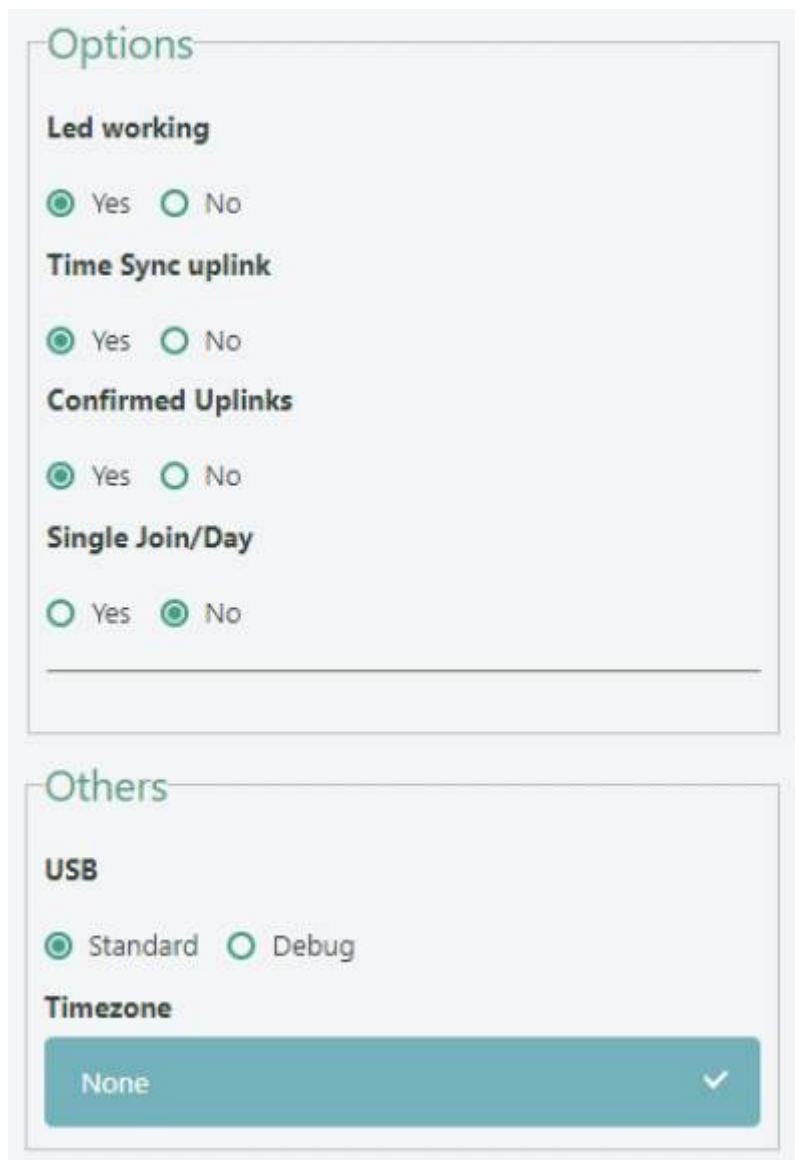 Options
Led working
Yes No
Time Sync uplink
Yes No
Confirmed Uplinks
Yes No
Single Join/Day
Yes No
Others
USB
Standard Debug
Timezone
None